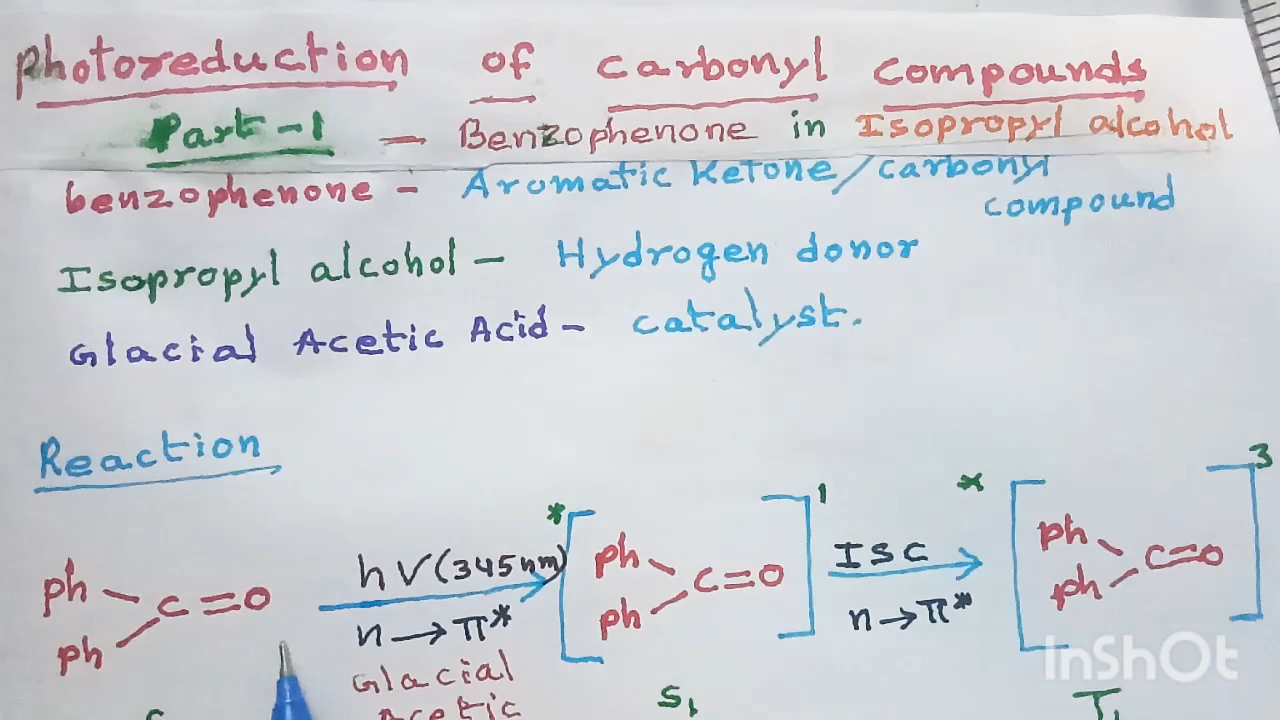 Photoreduction of carbonyl compounds
Part-1 — Benzophenone in Isopropyl alcohol
benzophenone - Aromatic Ketone/carbonyl
compound
Isopropyl alcohol - Hydrogen donor
Glacial Acetic Acid - catalyst.
Reaction
* 1 * 3
ph ph C=O hν(345nm) n→π* ph ph C=O ISC n→π* ph ph C=O
Glacial
Acetic
S1 T1
InShOt